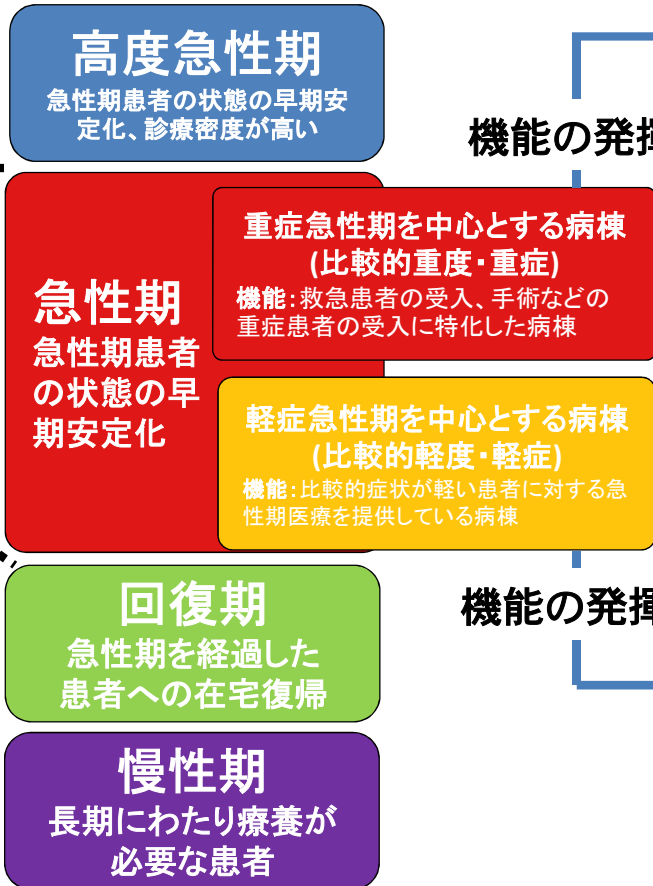 高度急性期
急性期患者の状態の早期安
定化、診療密度が高い
機能の発揮
急性期
急性期患者
の状態の早
期安定化
重症急性期を中心とする病棟
(比較的重度・重症)
機能：救急患者の受入、手術などの
重症患者の受入に特化した病棟
軽症急性期を中心とする病棟
(比較的軽度・軽症)
機能：比較的症状が軽い患者に対する急
性期医療を提供している病棟
回復期
急性期を経過した
患者への在宅復帰
機能の発揮
慢性期
長期にわたり療養が
必要な患者